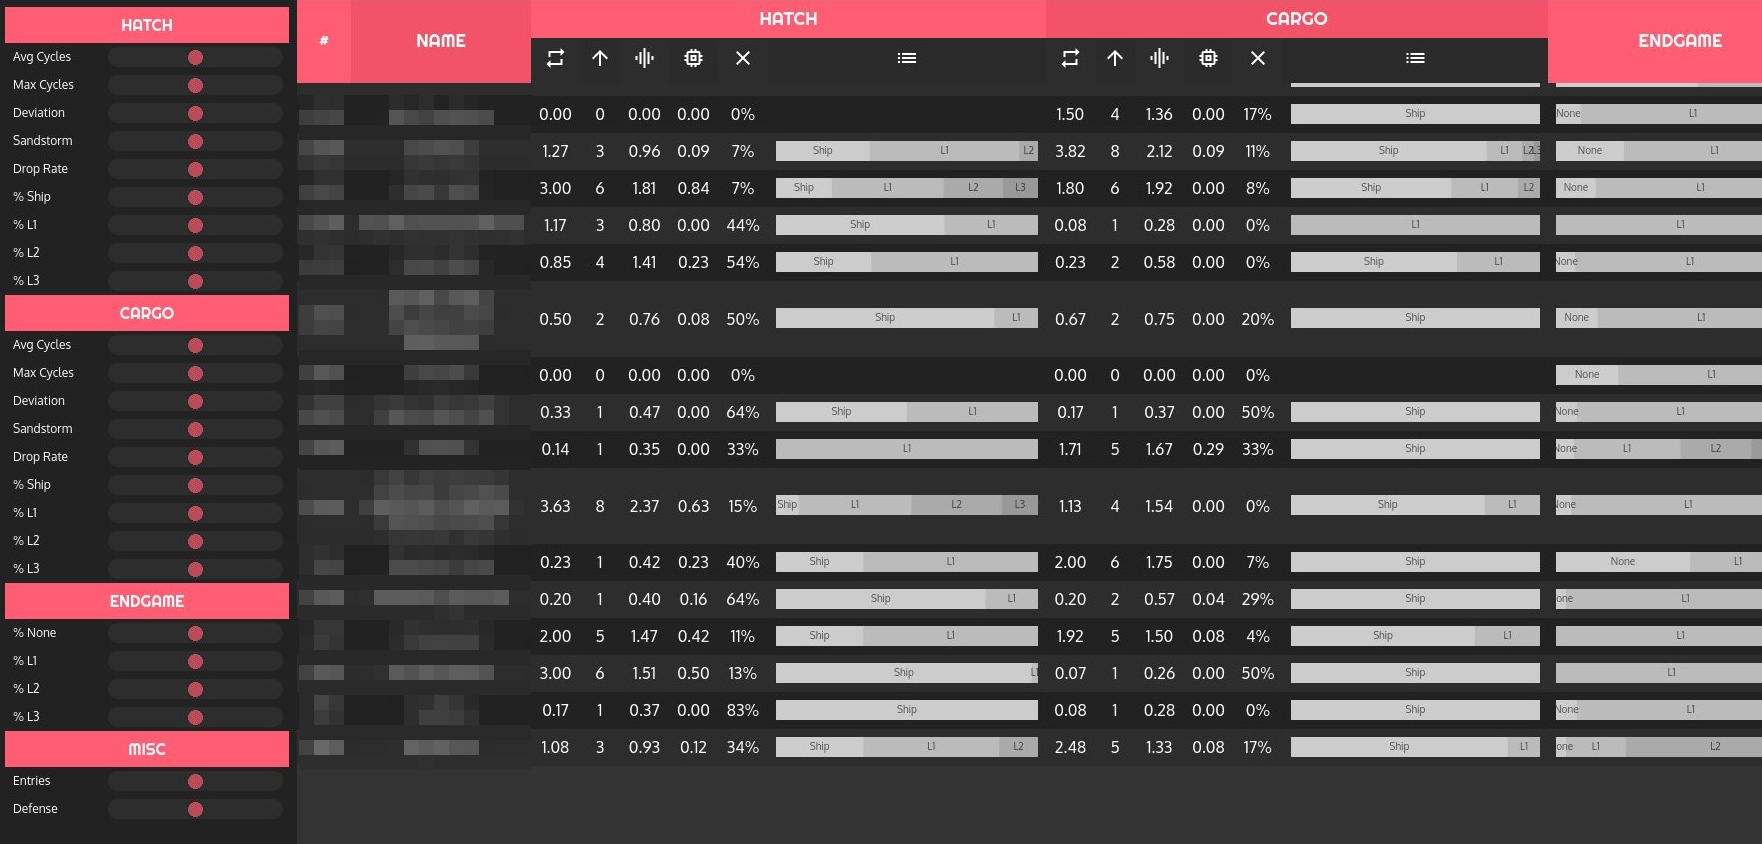 HATCH
Avg Cycles
Max Cycles
Deviation
Sandstorm
Drop Rate
% Ship
% L1
% L2
% L3
CARGO
Avg Cycles
Max Cycles
Deviation
Sandstorm
Drop Rate
% Ship
% L1
% L2
% L3
ENDGAME
% None
% L1
% L2
% L3
MISC
Entries
Defense
# NAME HATCH CARGO ENDGAME
0.00 0 0.00 0.00 0% 1.50 4 1.36 0.00 17% Ship None L1
1.27 3 0.96 0.09 7% Ship L1 L2 3.82 8 2.12 0.09 11% Ship L1 L2 L3 None L1
3.00 6 1.81 0.84 7% Ship L1 L2 L3 1.80 6 1.92 0.00 8% Ship L1 L2 None L1
1.17 3 0.80 0.00 44% Ship L1 0.08 1 0.28 0.00 0% L1 L1
0.85 4 1.41 0.23 54% Ship L1 0.23 2 0.58 0.00 0% Ship L1 None L1
0.50 2 0.76 0.08 50% Ship L1 0.67 2 0.75 0.00 20% Ship None L1
0.00 0 0.00 0.00 0% 0.00 0 0.00 0.00 0% None L1
0.33 1 0.47 0.00 64% Ship L1 0.17 1 0.37 0.00 50% Ship None L1
0.14 1 0.35 0.00 33% L1 1.71 5 1.67 0.29 33% Ship None L1 L2
3.63 8 2.37 0.63 15% Ship L1 L2 L3 1.13 4 1.54 0.00 0% Ship L1 None L1
0.23 1 0.42 0.23 40% Ship L1 2.00 6 1.75 0.00 7% Ship None L1
0.20 1 0.40 0.16 64% Ship L1 0.20 2 0.57 0.04 29% Ship one L1
2.00 5 1.47 0.42 11% Ship L1 1.92 5 1.50 0.08 4% Ship L1 L1
3.00 6 1.51 0.50 13% Ship L1 0.07 1 0.26 0.00 50% Ship L1
0.17 1 0.37 0.00 83% Ship 0.08 1 0.28 0.00 0% Ship None L1
1.08 3 0.93 0.12 34% Ship L1 L2 2.48 5 1.33 0.08 17% Ship L1 one L1 L2